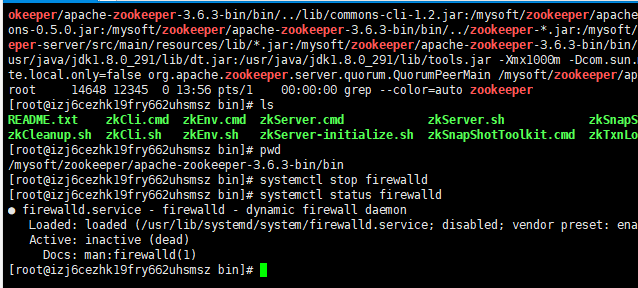 okeeper/apache-zookeeper-3.6.3-bin/bin/../lib/commons-cli-1.2.jar:/mysoft/zookeeper/apache
ons-0.5.0.jar:/mysoft/zookeeper/apache-zookeeper-3.6.3-bin/bin/../zookeeper-*.jar:/mysoft/
eper-server/src/main/resources/lib/*.jar:/mysoft/zookeeper/apache-zookeeper-3.6.3-bin/bin/
usr/java/jdk1.8.0_291/lib/dt.jar:/usr/java/jdk1.8.0_291/lib/tools.jar -Xmx1000m -Dcom.sun.m
te.local.only=false org.apache.zookeeper.server.quorum.QuorumPeerMain /mysoft/zookeeper/ap
root 14648 12345 0 13:56 pts/1 00:00:00 grep --color=auto zookeeper
[root@izj6cezhk19fry662uhsmsz bin]# ls
README.txt zkCli.cmd zkEnv.cmd zkServer.cmd zkServer.sh zkSnapS
zkCleanup.sh zkCli.sh zkEnv.sh zkServer-initialize.sh zkSnapShotToolkit.cmd zkTxnLo
[root@izj6cezhk19fry662uhsmsz bin]# pwd
/mysoft/zookeeper/apache-zookeeper-3.6.3-bin/bin
[root@izj6cezhk19fry662uhsmsz bin]# systemctl stop firewalld
[root@izj6cezhk19fry662uhsmsz bin]# systemctl status firewalld
● firewalld.service - firewalld - dynamic firewall daemon
Loaded: loaded (/usr/lib/systemd/system/firewalld.service; disabled; vendor preset: ena
Active: inactive (dead)
Docs: man:firewalld(1)
[root@izj6cezhk19fry662uhsmsz bin]#